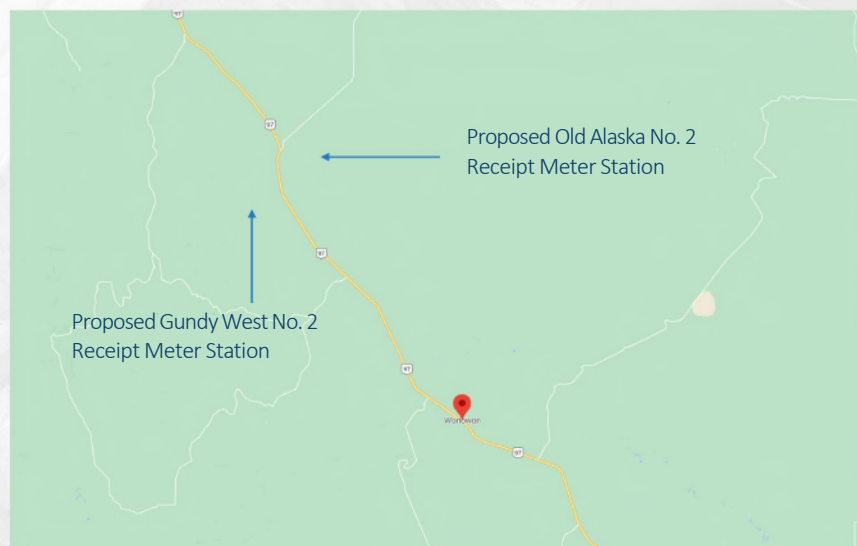 97
97
Proposed Old Alaska No. 2
Receipt Meter Station
97
Proposed Gundy West No. 2
Receipt Meter Station
97
Wonowon
97